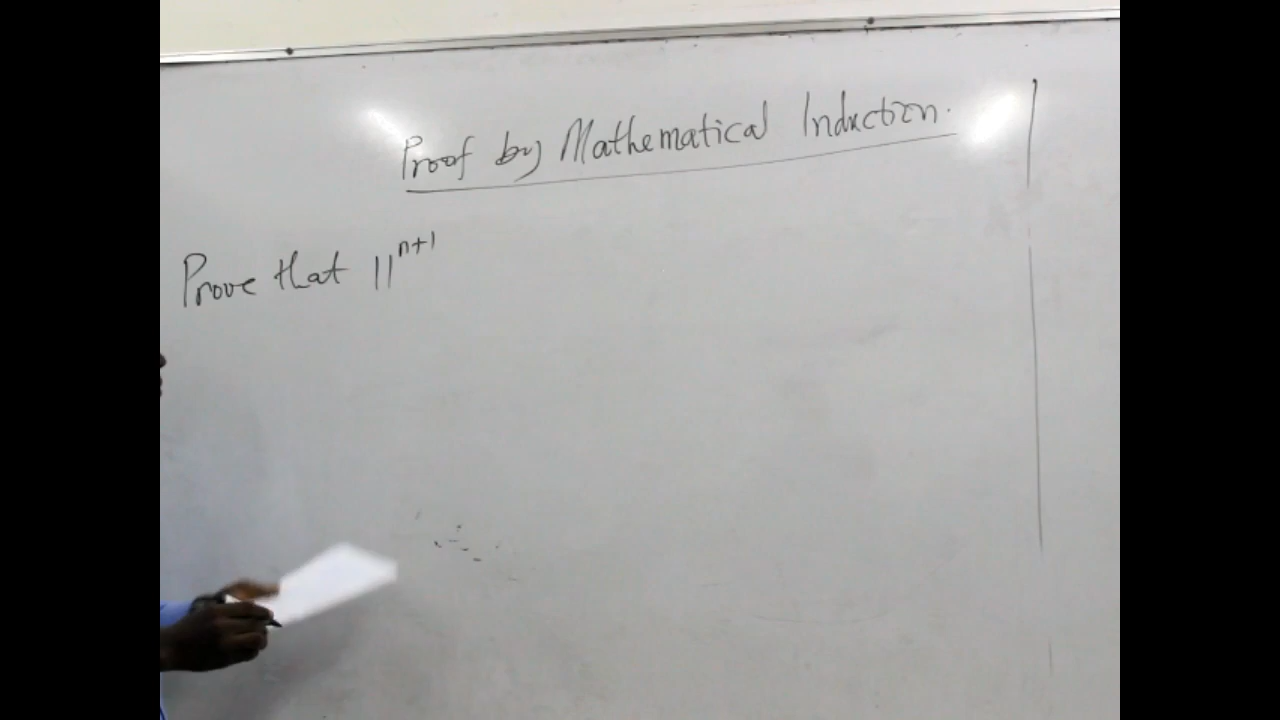 Proof by Mathematical Induction.
Prove that 11^{n+1}